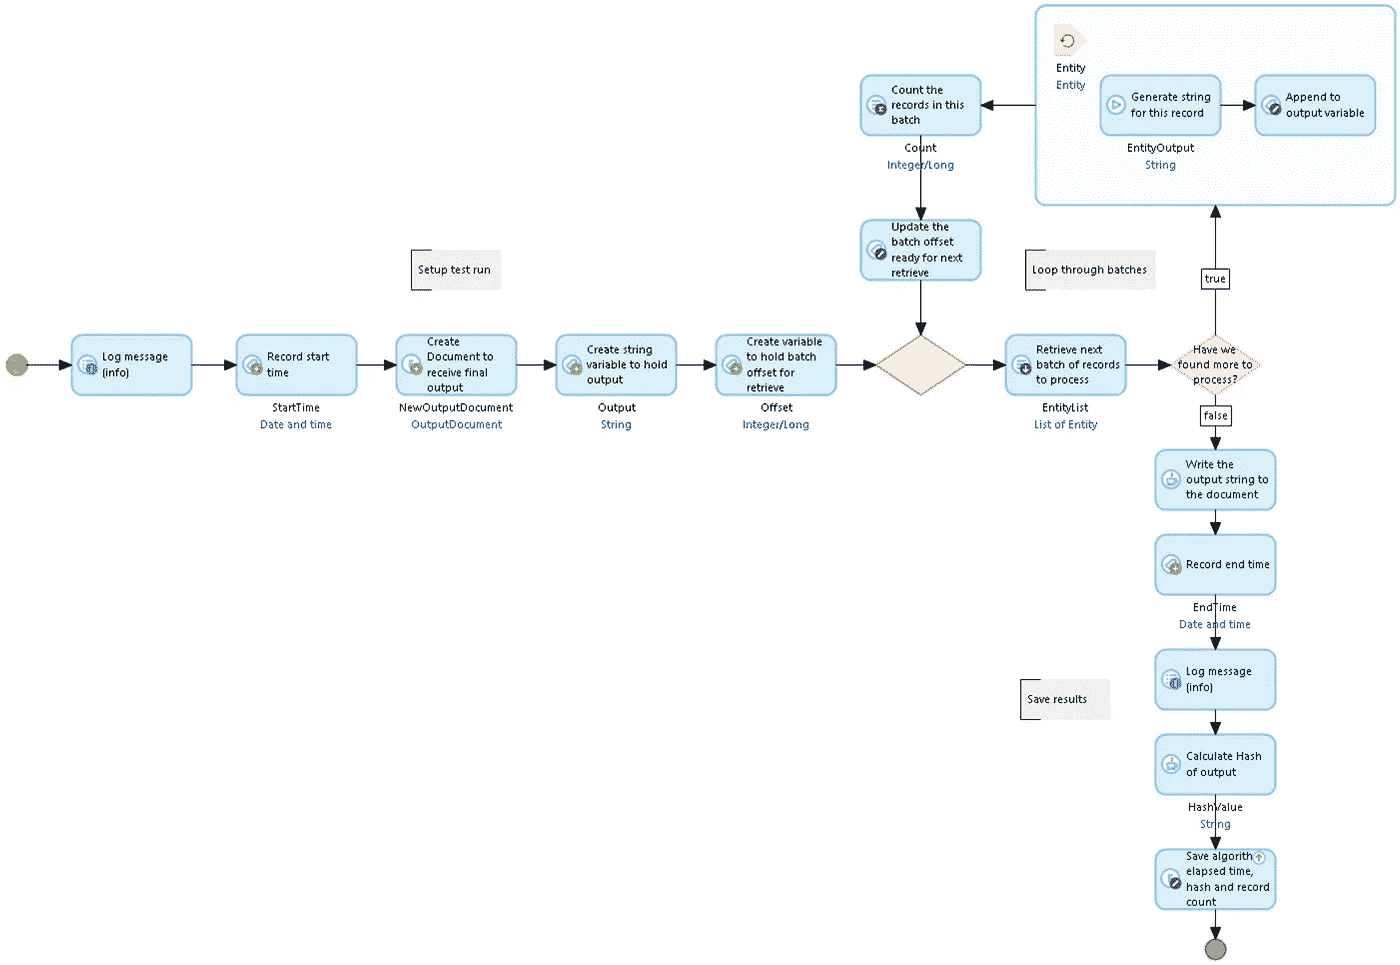 Entity
Entity
Count the
records in this
batch
Generate string
for this record
Append to
output variable
Count
Integer/Long
EntityOutput
String
Update the
batch offset
ready for next
retrieve
Setup test run
Loop through batches
true
Log message
(info)
Record start
time
Create
Document to
receive final
output
Create string
variable to hold
output
Create variable
to hold batch
offset for
retrieve
Retrieve next
batch of records
to process
Have we
found more to
process?
StartTime
Date and time
NewOutputDocument
OutputDocument
Output
String
Offset
Integer/Long
EntityList
List of Entity
false
Write the
output string to
the document
Record end time
EndTime
Date and time
Log message
(info)
Save results
Calculate Hash
of output
HashValue
String
Save algorith
elapsed time,
hash and record
count